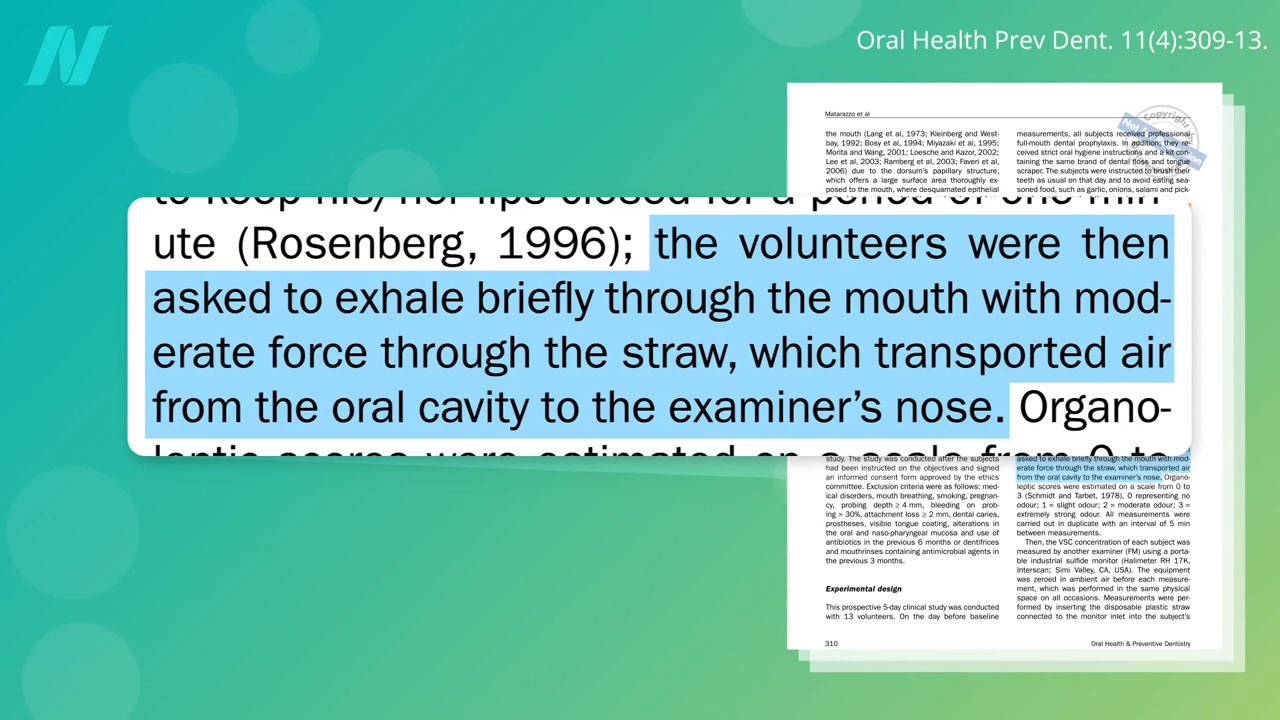 Oral Health Prev Dent. 11(4):309-13.
Matarazzo et al
the mouth (Lang et al, 1973; Kleinberg and West-
bay, 1992; Bosy et al, 1994; Miyazaki et al, 1995;
Morita and Wang, 2001; Loesche and Kazor, 2002;
Lee et al, 2003; Ramberg et al, 2003; Faveri et al,
2006) due to the dorsum's papillary structure,
which offers a large surface area thoroughly ex-
posed to the mouth, where desquamated epithelial
measurements, all subjects received professional
full-mouth dental prophylaxis. In addition, they re-
ceived strict oral hygiene instructions and a kit con-
taining the same brand of dental floss and tongue
scraper. The subjects were instructed to brush their
teeth as usual on that day and to avoid eating sea-
soned food, such as garlic, onions, salami and pick-
Copyright
to keep his/her lips closed for a period of one min-
ute (Rosenberg, 1996); the volunteers were then
asked to exhale briefly through the mouth with mod-
erate force through the straw, which transported air
from the oral cavity to the examiner's nose. Organo-
leptic scores were estimated on a scale from 0 to
study. The study was conducted after the subjects
had been instructed on the objectives and signed
an informed consent form approved by the ethics
committee. Exclusion criteria were as follows: med-
ical disorders, mouth breathing, smoking, pregnan-
cy, probing depth ≥ 4 mm, bleeding on prob-
ing > 30%, attachment loss ≥ 2 mm, dental caries,
prostheses, visible tongue coating, alterations in
the oral and naso-pharyngeal mucosa and use of
antibiotics in the previous 6 months or dentifrices
and mouthrinses containing antimicrobial agents in
the previous 3 months.
Experimental design
This prospective 5-day clinical study was conducted
with 13 volunteers. On the day before baseline
asked to exhale briefly through the mouth with mod-
erate force through the straw, which transported air
from the oral cavity to the examiner's nose. Organo-
leptic scores were estimated on a scale from 0 to
3 (Schmidt and Tarbet, 1978), 0 representing no
odour; 1 = slight odour; 2 = moderate odour; 3 =
extremely strong odour. All measurements were
carried out in duplicate with an interval of 5 min
between measurements.
Then, the VSC concentration of each subject was
measured by another examiner (FM) using a porta-
ble industrial sulfide monitor (Halimeter RH 17K,
Interscan; Simi Valley, CA, USA). The equipment
was zeroed in ambient air before each measure-
ment, which was performed in the same physical
space on all occasions. Measurements were per-
formed by inserting the disposable plastic straw
connected to the monitor inlet into the subject's
310
Oral Health & Preventive Dentistry